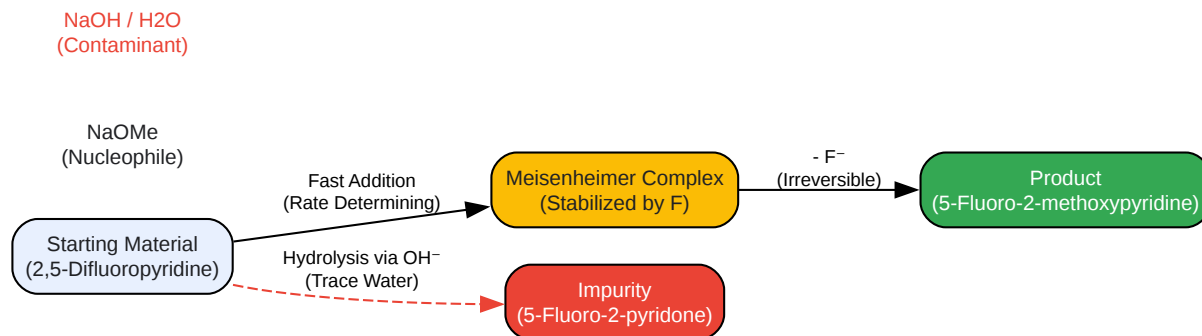 NaOH / H2O
(Contaminant)
NaOMe
(Nucleophile)
Starting Material
(2,5-Difluoropyridine)
Fast Addition
(Rate Determining)
Hydrolysis via OH⁻
(Trace Water)
Meisenheimer Complex
(Stabilized by F)
Impurity
(5-Fluoro-2-pyridone)
- F⁻
(Irreversible)
Product
(5-Fluoro-2-methoxypyridine)